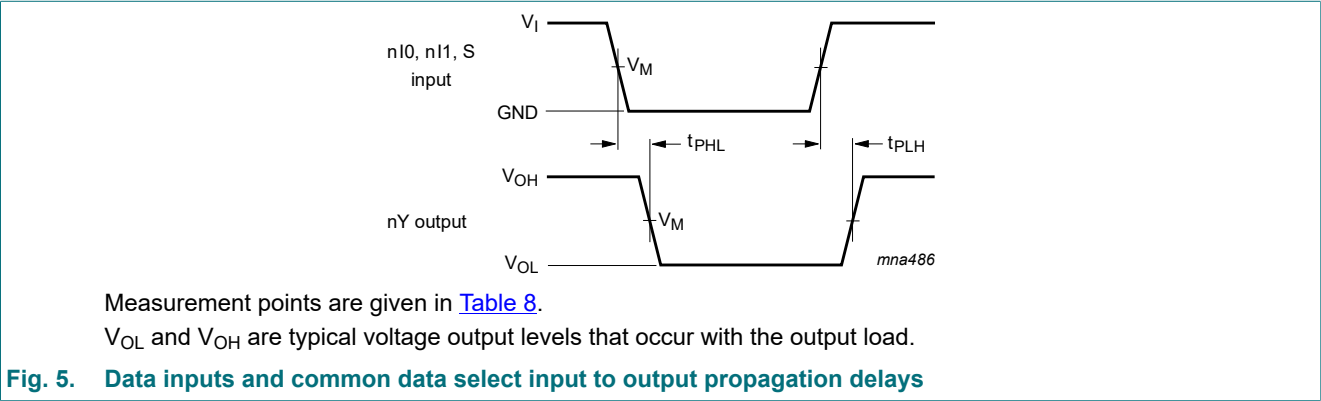 V_I
nI0, nI1, S
input
V_M
GND
t_PHL
t_PLH
V_OH
nY output
V_M
V_OL
mna486
Measurement points are given in Table 8.
V_OL and V_OH are typical voltage output levels that occur with the output load.
Fig. 5. Data inputs and common data select input to output propagation delays